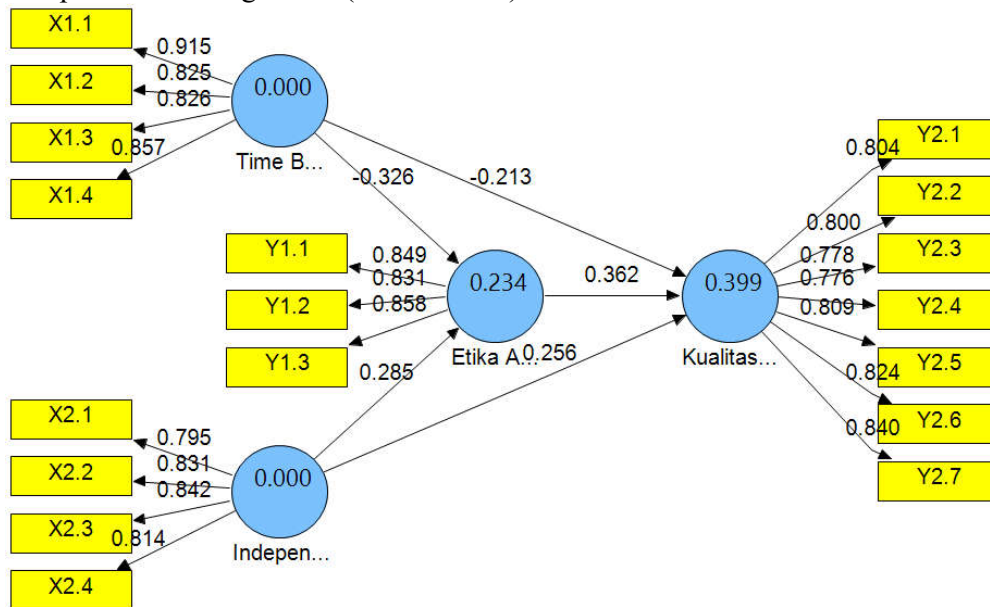 X1.1
0.915
X1.2
0.825
0.826
X1.3
0.857
X1.4
0.000
Time B...
-0.326
-0.213
Y1.1
0.849
0.831
Y1.2
0.858
Y1.3
0.234
Etika A...
0.362
0.285
0.256
X2.1
0.795
X2.2
0.831
0.842
X2.3
0.814
X2.4
0.000
Indepen...
0.399
Kualitas...
0.804
Y2.1
Y2.2
0.800
0.778
Y2.3
0.776
0.809
Y2.4
Y2.5
0.824
Y2.6
0.840
Y2.7